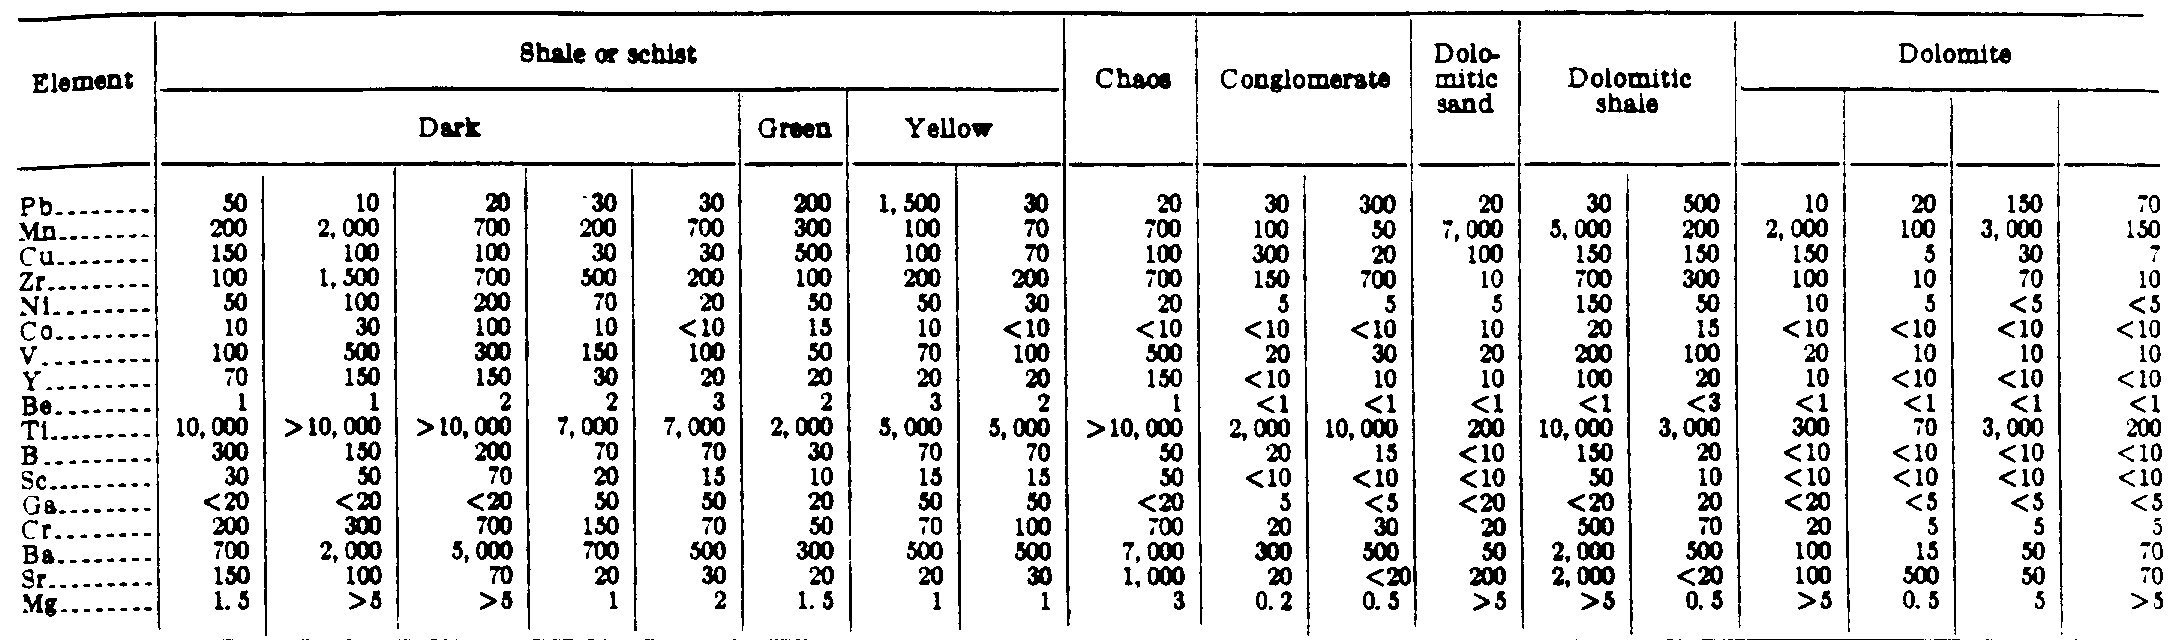 Shale or schist
Dolo-
Dolomite
Element
Chaos
Conglomerate
mitic
Dolomitic
sand
shale
Dark
Green
Yellow
Pb......... 50 10 20 30 30 200 1,500 30 20 30 300 20 30 500 10 20 150 70
Mn........ 200 2,000 700 200 700 300 100 70 700 100 50 7,000 5,000 200 2,000 100 3,000 150
Cu......... 150 100 100 30 30 500 100 70 100 300 20 100 150 150 150 5 30 7
Zr.......... 100 1,500 700 500 200 100 200 200 700 150 700 10 700 300 100 10 70 10
Ni.......... 50 100 200 70 20 50 50 30 20 5 5 5 150 50 10 5 <5 <5
Co......... 10 30 100 10 <10 15 10 <10 <10 <10 <10 10 20 15 <10 <10 <10 <10
V........... 100 500 300 150 100 50 70 100 500 20 30 20 200 100 20 10 10 10
Y........... 70 150 150 30 20 20 20 20 150 <10 10 10 100 20 10 <10 <10 <10
Be......... 1 1 2 2 3 2 3 2 1 <1 <1 <1 <1 <3 <1 <1 <1 <1
Ti.......... 10,000 >10,000 >10,000 7,000 7,000 2,000 5,000 5,000 >10,000 2,000 10,000 200 10,000 3,000 300 70 3,000 200
B........... 300 150 200 70 70 30 70 70 50 20 15 <10 150 20 <10 <10 <10 <10
Sc.......... 30 50 70 20 15 10 15 15 50 <10 <10 <10 50 10 <10 <10 <10 <10
Ga......... <20 <20 <20 50 50 20 50 50 <20 5 <5 <20 <20 20 <20 <5 <5 <5
Cr......... 200 300 700 150 70 50 70 100 700 20 30 20 500 70 20 5 5 5
Ba......... 700 2,000 5,000 700 500 300 500 500 7,000 300 500 50 2,000 500 100 15 50 70
Sr.......... 150 100 70 20 30 20 20 30 1,000 20 <20 200 2,000 <20 100 500 50 70
Mg........ 1.5 >5 >5 1 2 1.5 1 1 3 0.2 0.5 >5 >5 0.5 >5 0.5 5 >5